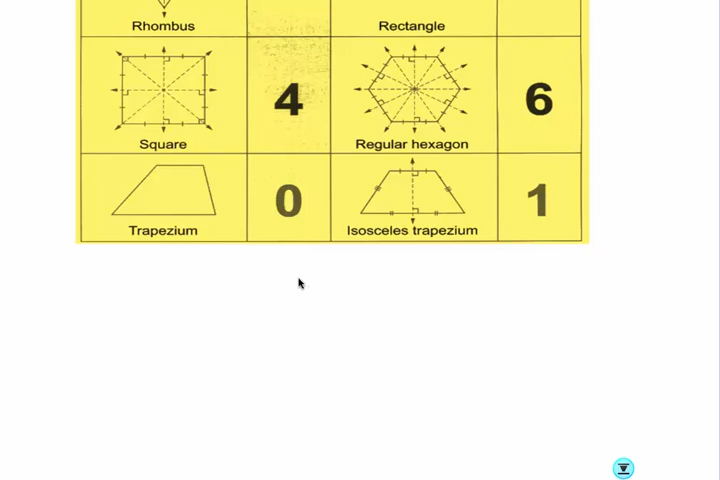 Rhombus Rectangle
4 6
Square Regular hexagon
0 1
Trapezium Isosceles trapezium